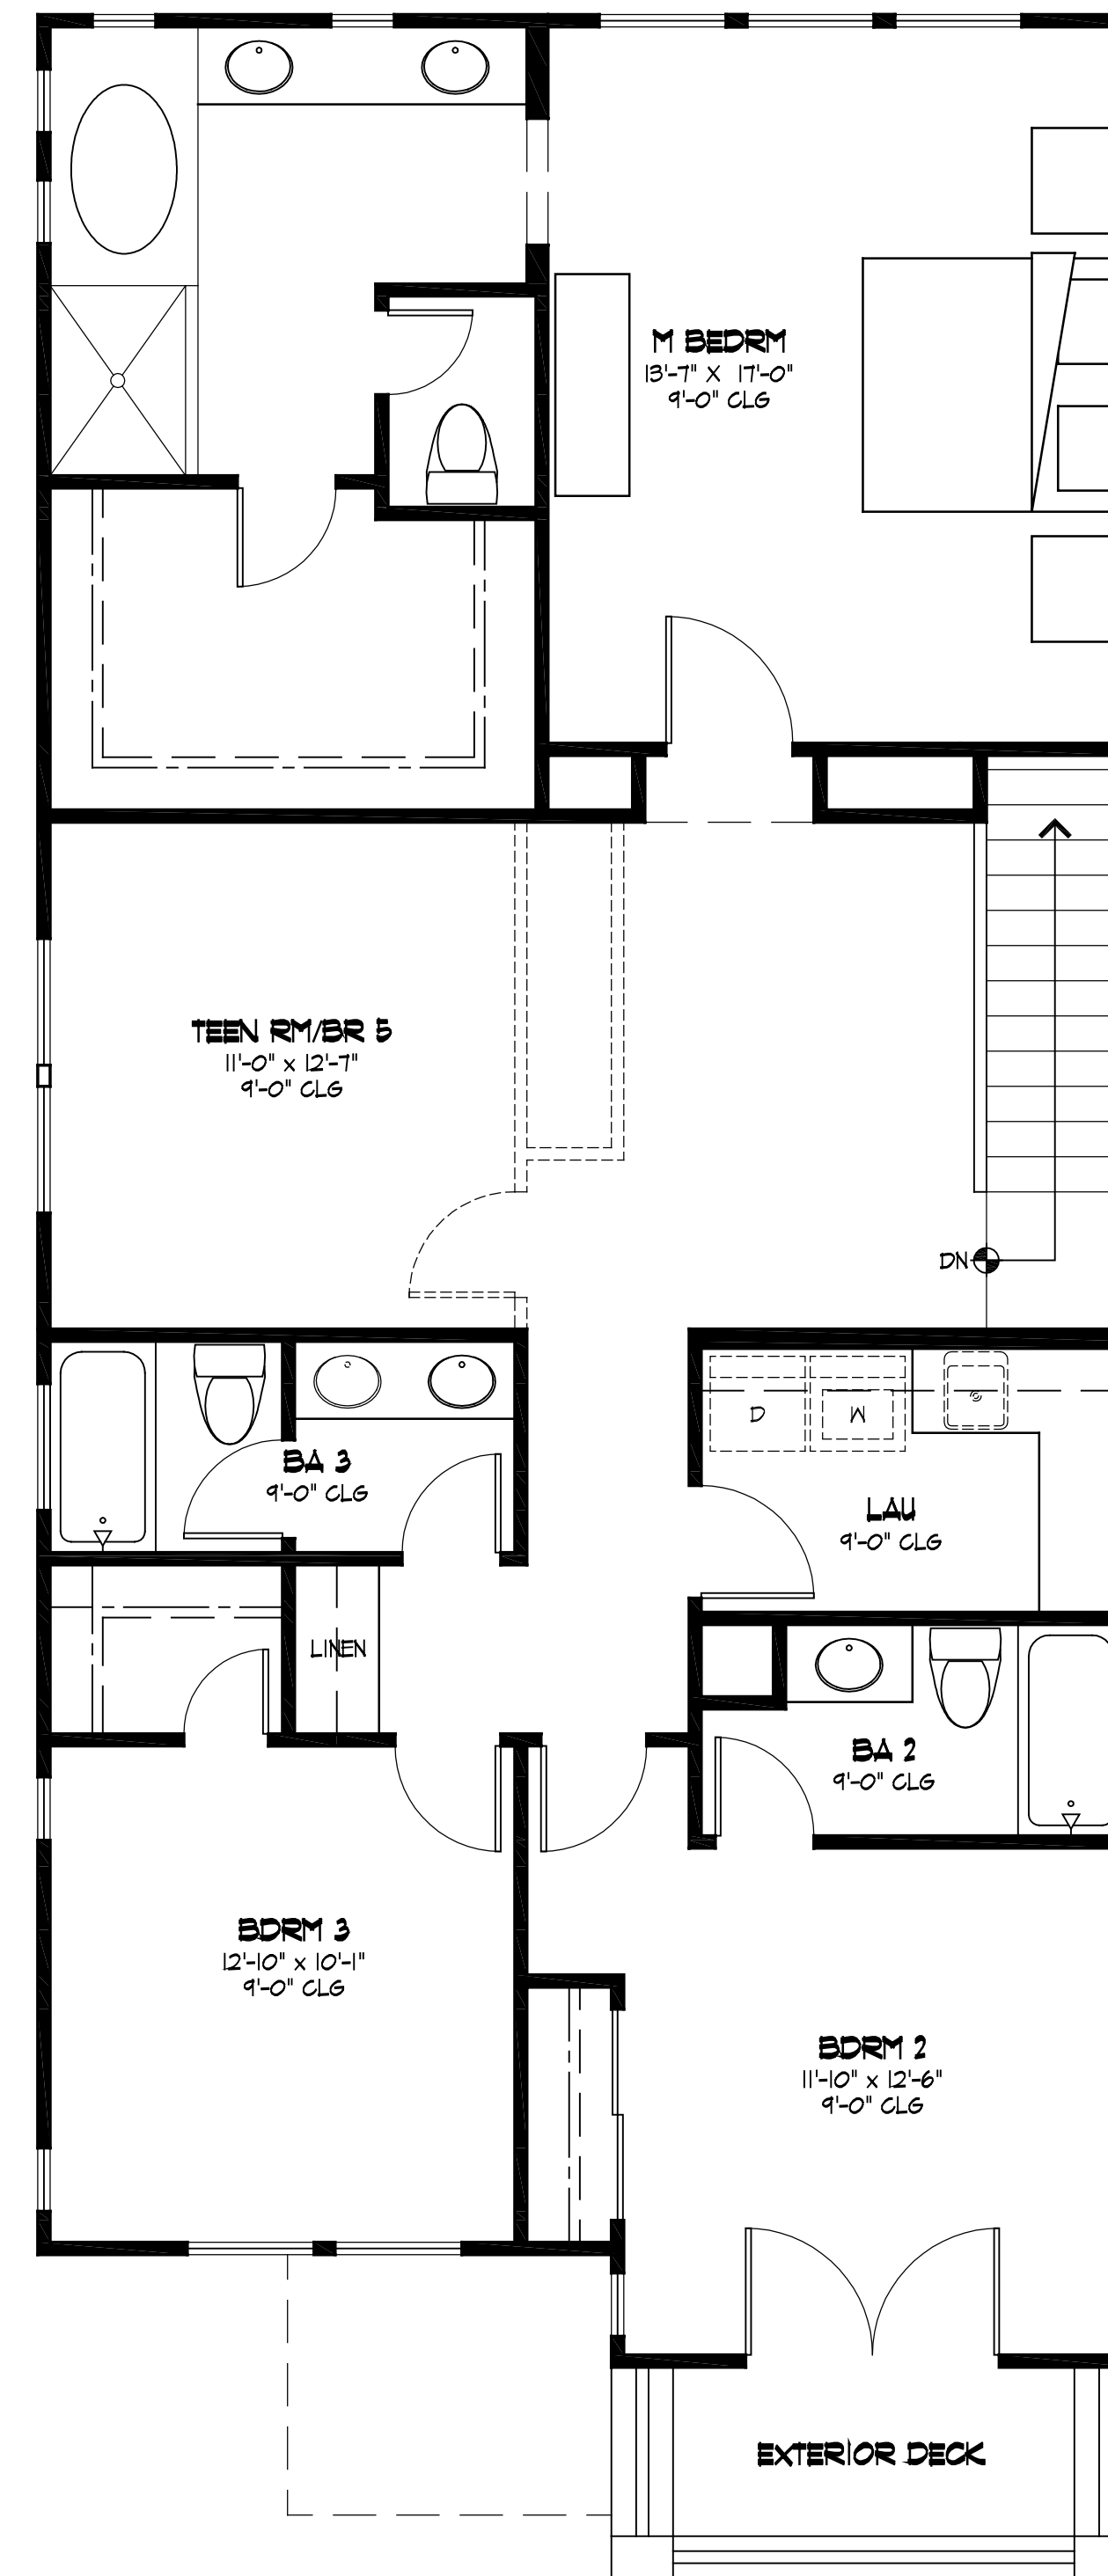 M BEDRM
13'-7" X 17'-0"
9'-0" CLG
TEEN RM/BR 5
11'-0" x 12'-7"
9'-0" CLG
DN
D
W
BA 3
9'-0" CLG
LAU
9'-0" CLG
LINEN
BA 2
9'-0" CLG
BDRM 3
12'-10" x 10'-1"
9'-0" CLG
BDRM 2
11'-10" x 12'-6"
9'-0" CLG
EXTERIOR DECK